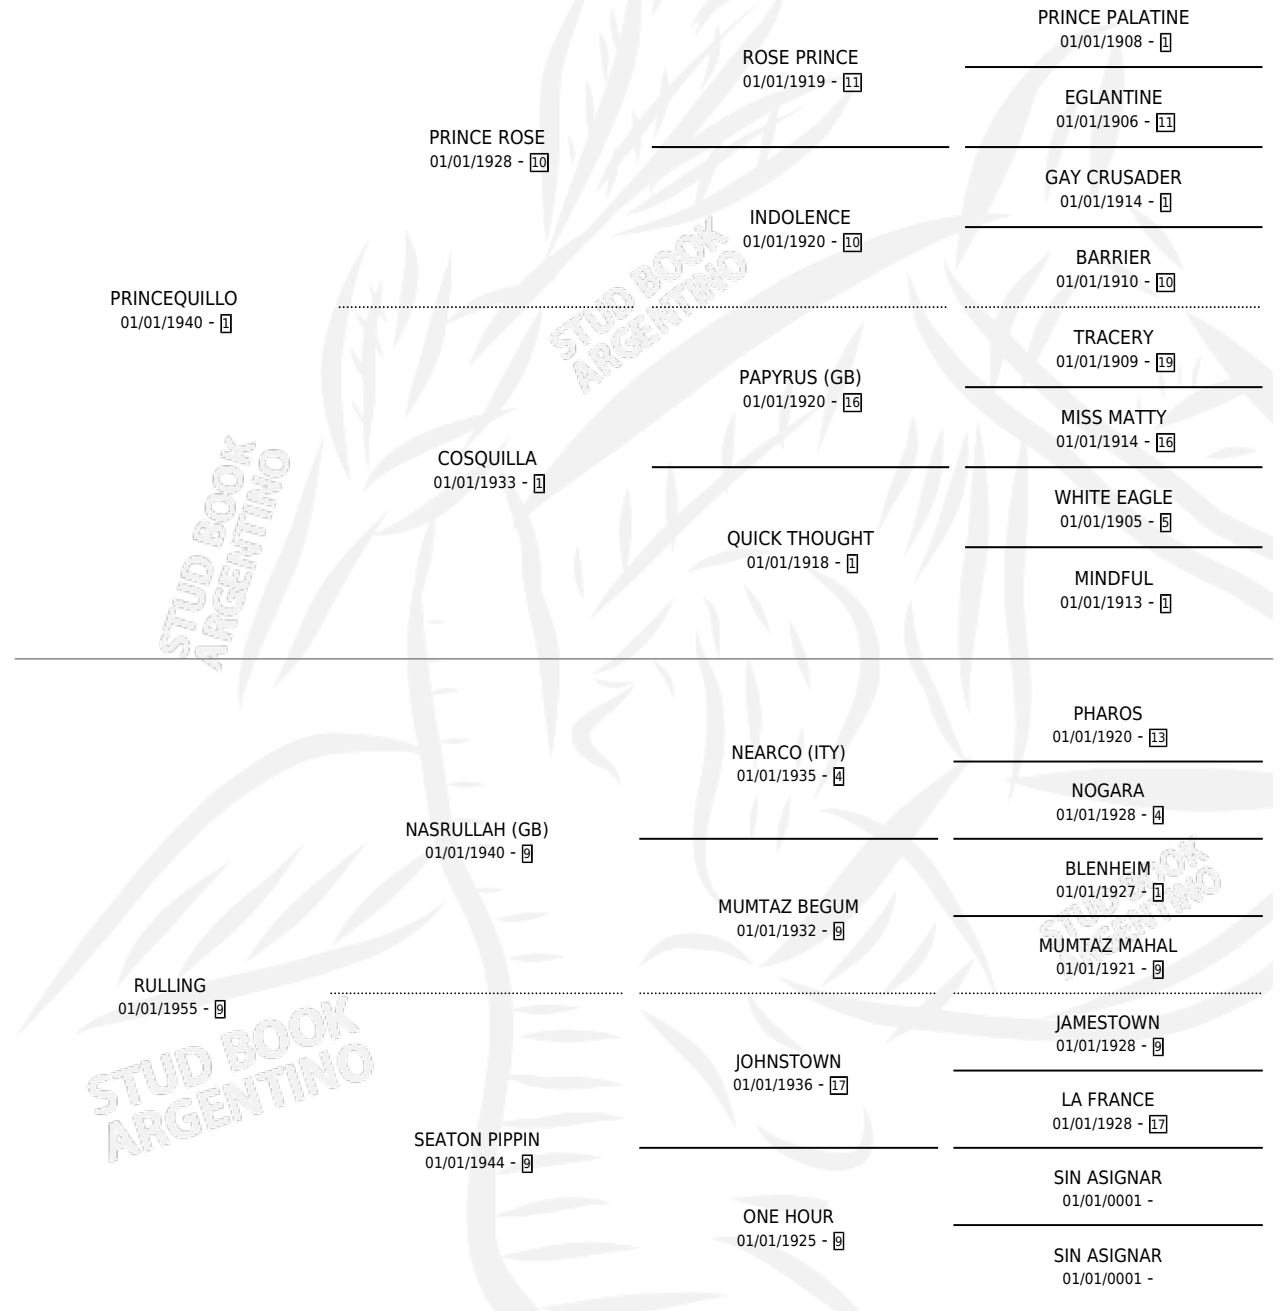 PRINCE PALATINE
01/01/1908 - 1
ROSE PRINCE
01/01/1919 - 11
EGLANTINE
01/01/1906 - 11
PRINCE ROSE
01/01/1928 - 10
GAY CRUSADER
01/01/1914 - 1
INDOLENCE
01/01/1920 - 10
BARRIER
01/01/1910 - 10
PRINCEQUILLO
01/01/1940 - 1
STUD BOOK
ARGENTINO
TRACERY
01/01/1909 - 19
PAPYRUS (GB)
01/01/1920 - 16
MISS MATTY
01/01/1914 - 16
COSQUILLA
01/01/1933 - 1
WHITE EAGLE
01/01/1905 - 5
QUICK THOUGHT
01/01/1918 - 1
MINDFUL
01/01/1913 - 1
STUD BOOK
ARGENTINO
PHAROS
01/01/1920 - 13
NEARCO (ITY)
01/01/1935 - 4
NOGARA
01/01/1928 - 4
NASRULLAH (GB)
01/01/1940 - 9
BLENHEIM
01/01/1927 - 1
MUMTAZ BEGUM
01/01/1932 - 9
STUD BOOK
ARGENTINO
MUMTAZ MAHAL
01/01/1921 - 9
RULLING
01/01/1955 - 9
JAMESTOWN
01/01/1928 - 9
JOHNSTOWN
01/01/1936 - 17
STUD BOOK
ARGENTINO
LA FRANCE
01/01/1928 - 17
SEATON PIPPIN
01/01/1944 - 9
SIN ASIGNAR
01/01/0001 -
ONE HOUR
01/01/1925 - 9
SIN ASIGNAR
01/01/0001 -